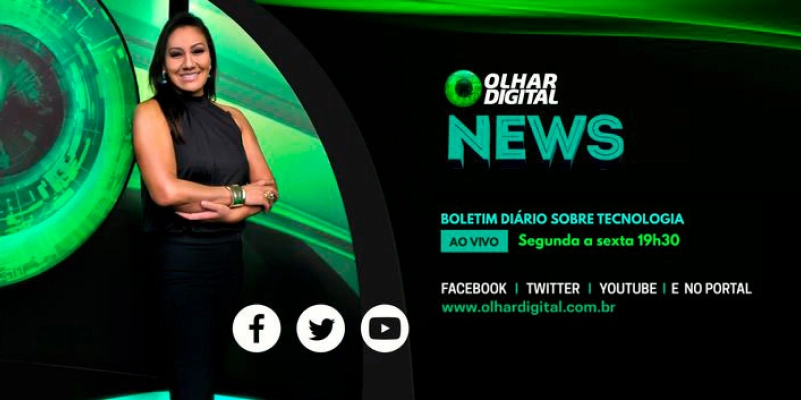 OLHAR
DIGITAL
NEWS
BOLETIM DIÁRIO SOBRE TECNOLOGIA
AO VIVO Segunda a sexta 19h30
FACEBOOK | TWITTER | YOUTUBE | E NO PORTAL
www.olhardigital.com.br